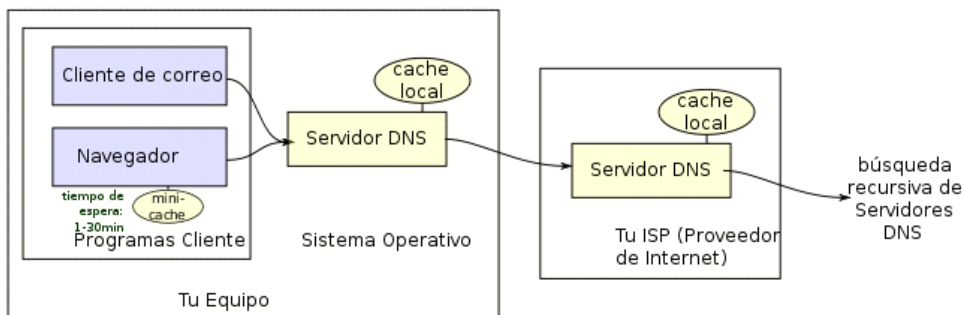 Cliente de correo
Navegador
tiempo de
espera:
1-30min
mini-
cache
Programas Cliente
cache
local
Servidor DNS
Sistema Operativo
Tu Equipo
cache
local
Servidor DNS
Tu ISP (Proveedor
de Internet)
búsqueda
recursiva de
Servidores
DNS